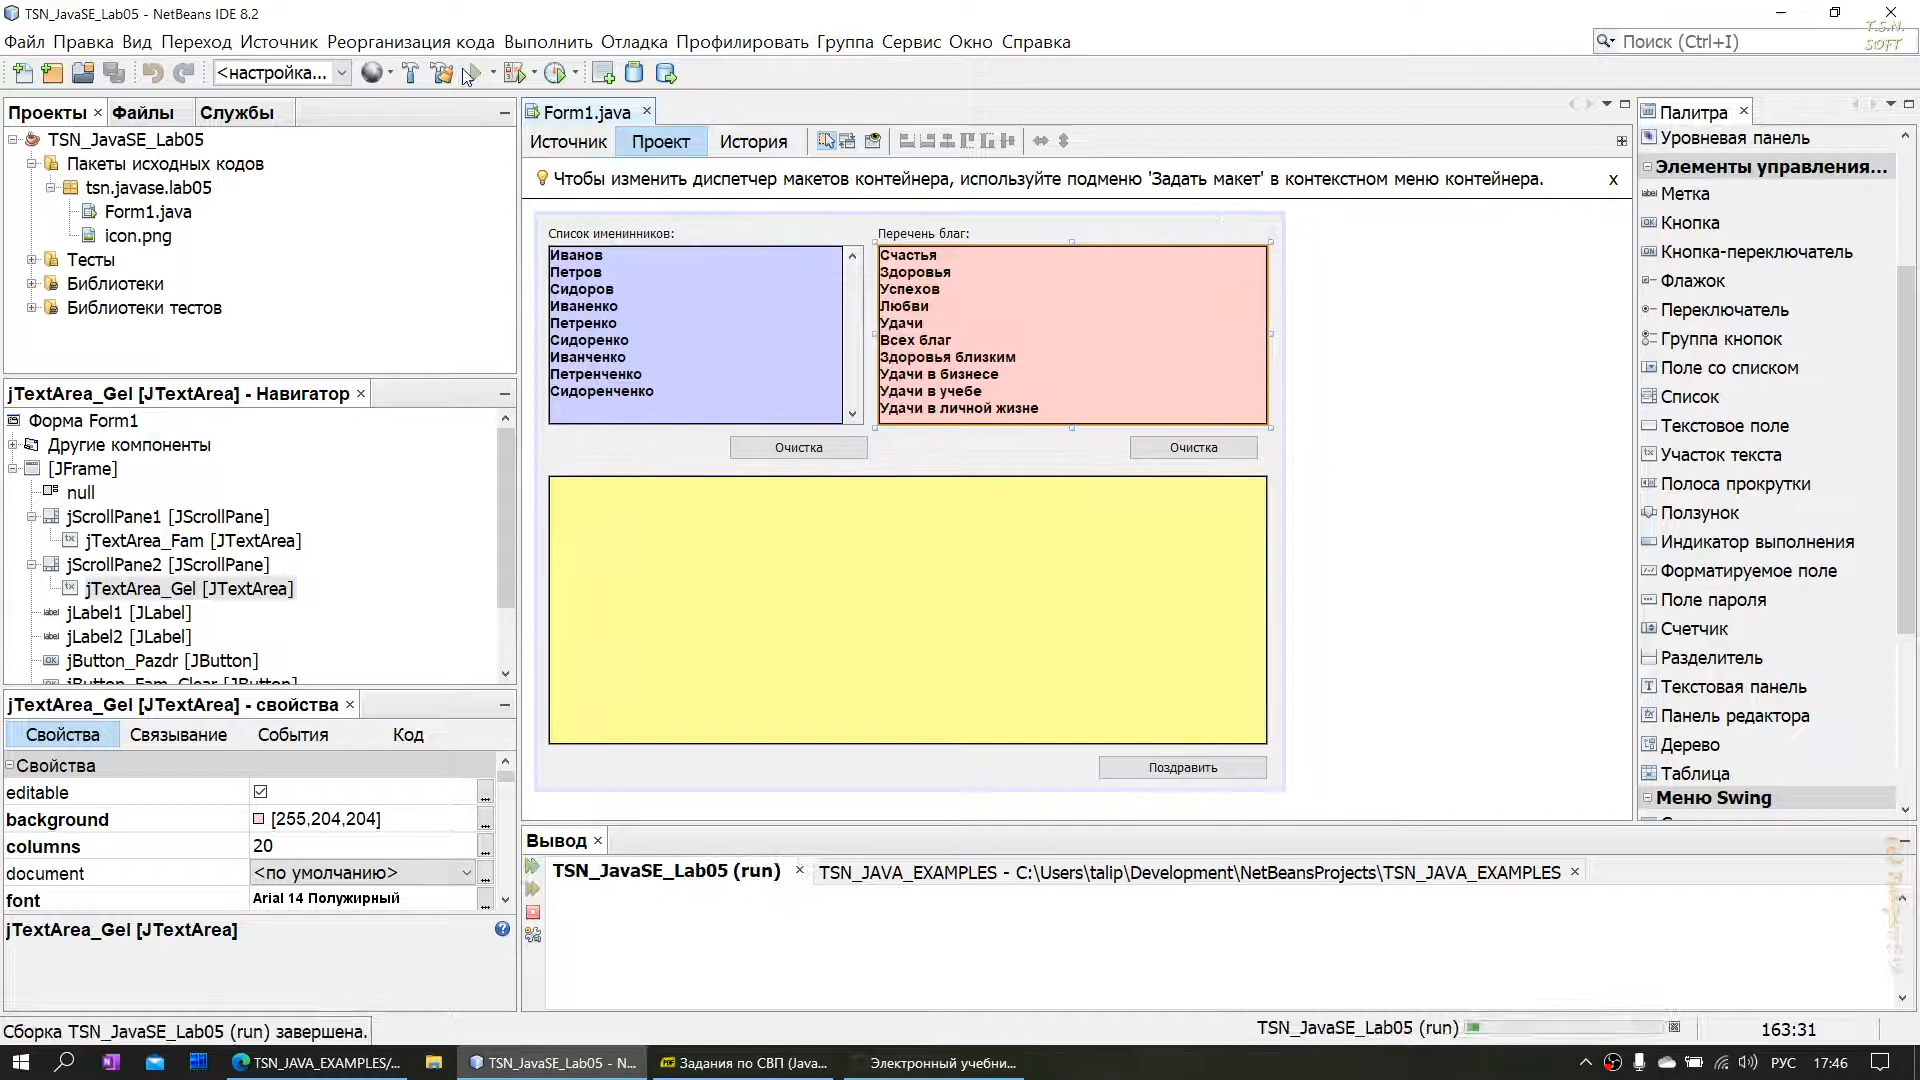 TSN_JavaSE_Lab05 - NetBeans IDE 8.2
T.S.N. SOFT
Файл Правка Вид Переход Источник Реорганизация кода Выполнить Отладка Профилировать Группа Сервис Окно Справка
Поиск (Ctrl+I)
<настройка...
Проекты × Файлы Службы
TSN_JavaSE_Lab05
Пакеты исходных кодов
tsn.javase.lab05
Form1.java
icon.png
Тесты
Библиотеки
Библиотеки тестов
jTextArea_Gel [JTextArea] - Навигатор ×
Форма Form1
Другие компоненты
[JFrame]
null
jScrollPane1 [JScrollPane]
jTextArea_Fam [JTextArea]
jScrollPane2 [JScrollPane]
jTextArea_Gel [JTextArea]
jLabel1 [JLabel]
jLabel2 [JLabel]
jButton_Pazdr [JButton]
jButton_Fam_Clear [JButton]
jTextArea_Gel [JTextArea] - свойства ×
Свойства Связывание События Код
Свойства
editable
background [255,204,204]
columns 20
document <по умолчанию>
font Arial 14 Полужирный
jTextArea_Gel [JTextArea]
Form1.java ×
Источник Проект История
Чтобы изменить диспетчер макетов контейнера, используйте подменю 'Задать макет' в контекстном меню контейнера. x
Список именинников:
Иванов
Петров
Сидоров
Иваненко
Петренко
Сидоренко
Иванченко
Петренченко
Сидоренченко
Очистка
Перечень благ:
Счастья
Здоровья
Успехов
Любви
Удачи
Всех благ
Здоровья близким
Удачи в бизнесе
Удачи в учебе
Удачи в личной жизне
Очистка
Поздравить
Вывод ×
TSN_JavaSE_Lab05 (run) × TSN_JAVA_EXAMPLES - C:\Users\talip\Development\NetBeansProjects\TSN_JAVA_EXAMPLES ×
Палитра ×
Уровневая панель
Элементы управления...
Метка
Кнопка
Кнопка-переключатель
Флажок
Переключатель
Группа кнопок
Поле со списком
Список
Текстовое поле
Участок текста
Полоса прокрутки
Ползунок
Индикатор выполнения
Форматируемое поле
Поле пароля
Счетчик
Разделитель
Текстовая панель
Панель редактора
Дерево
Таблица
Меню Swing
Сборка TSN_JavaSE_Lab05 (run) завершена.
TSN_JavaSE_Lab05 (run)
163:31
TSN_JAVA_EXAMPLES/...
TSN_JavaSE_Lab05 - N...
Задания по СВП (Java...
Электронный учебни...
РУС
17:46